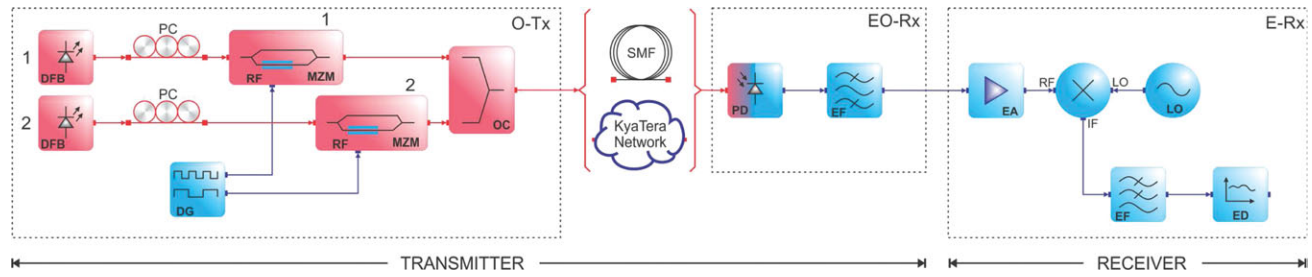 O-Tx
1
PC
1
DFB
RF
MZM
PC
2
2
DFB
RF
MZM
OC
DG
SMF
KyaTera
Network
EO-Rx
PD
EF
E-Rx
EA
RF
LO
LO
IF
EF
ED
TRANSMITTER
RECEIVER